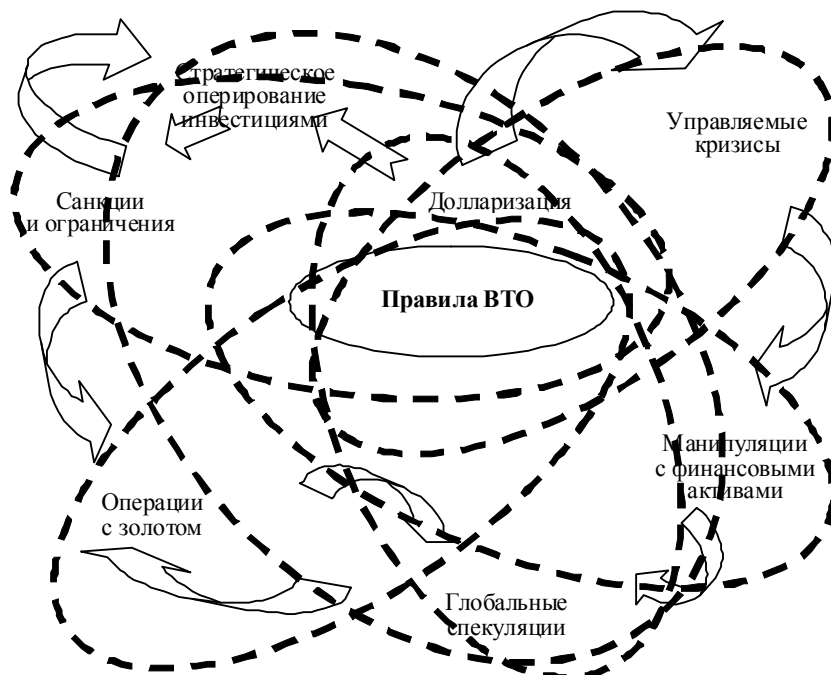 Стратегическое
оперирование
инвестициями
Управляемые
кризисы
Санкции
и ограничения
Долларизация
Правила ВТО
Манипуляции
с финансовыми
активами
Операции
с золотом
Глобальные
спекуляции